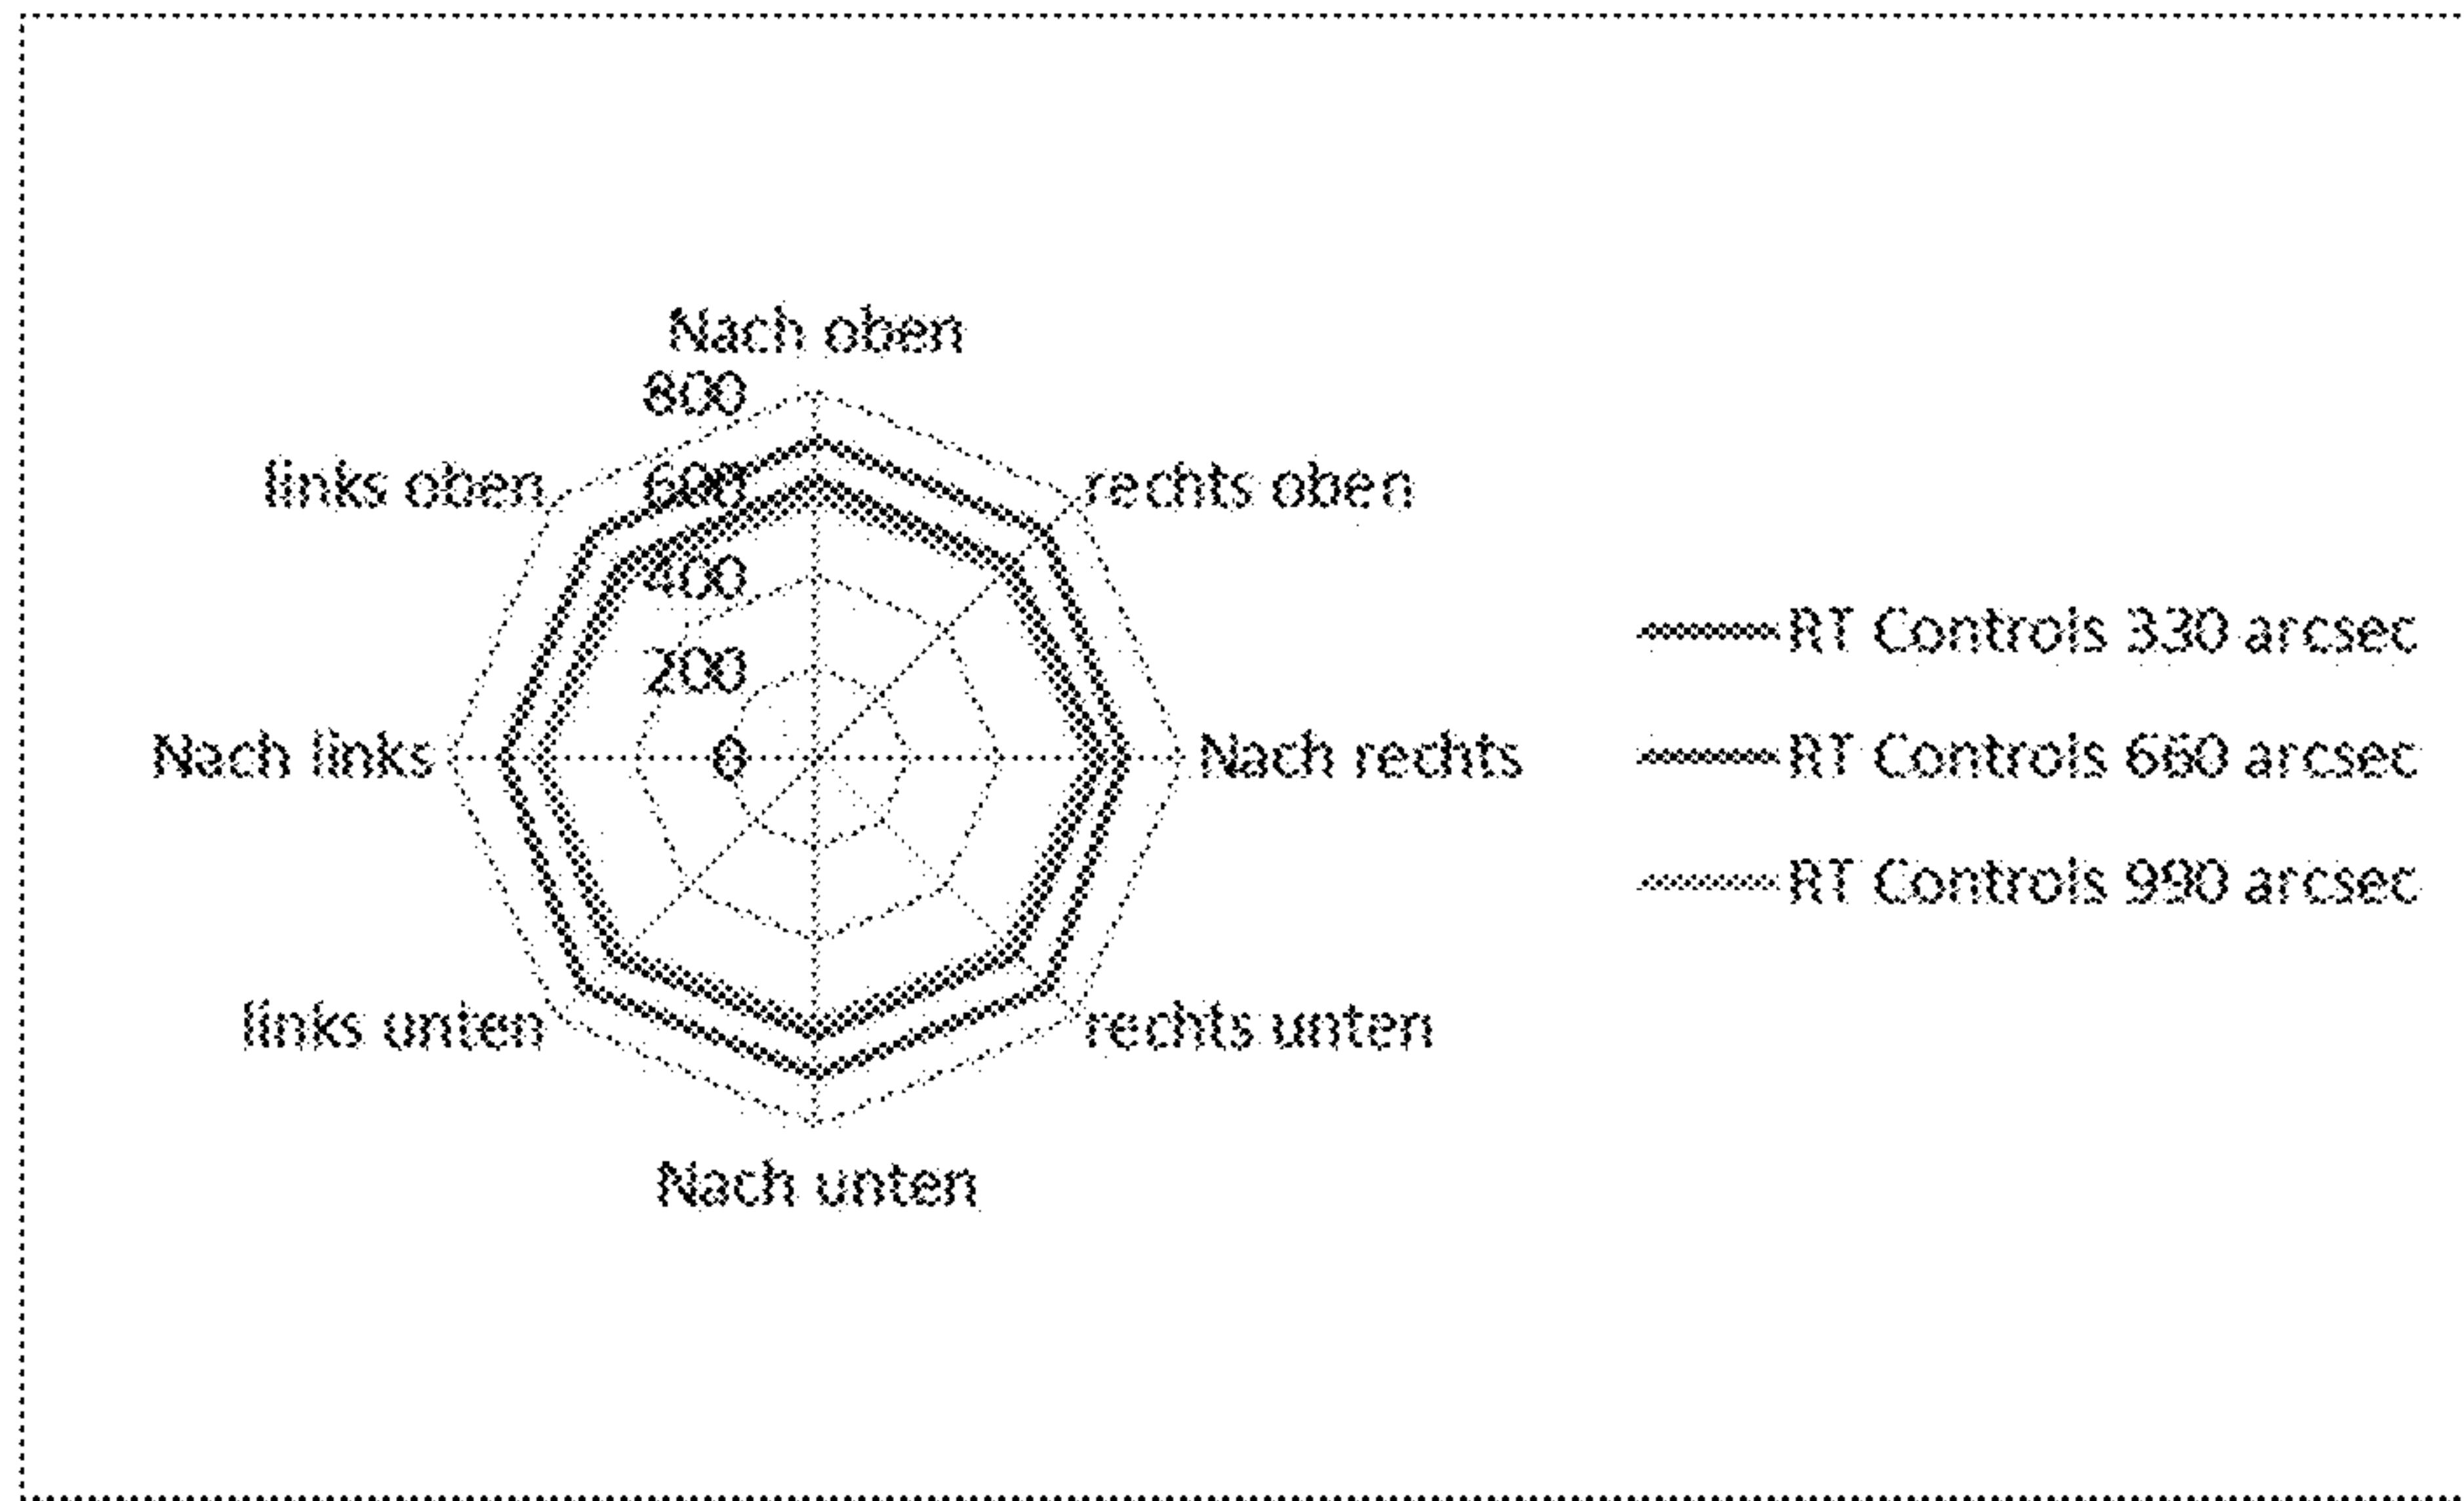 Nach oben
800
links oben
600
rechts oben
400
200
Nach links
0
Nach rechts
links unten
rechts unten
Nach unten
RT Controls 330 arcsec
RT Controls 660 arcsec
RT Controls 990 arcsec